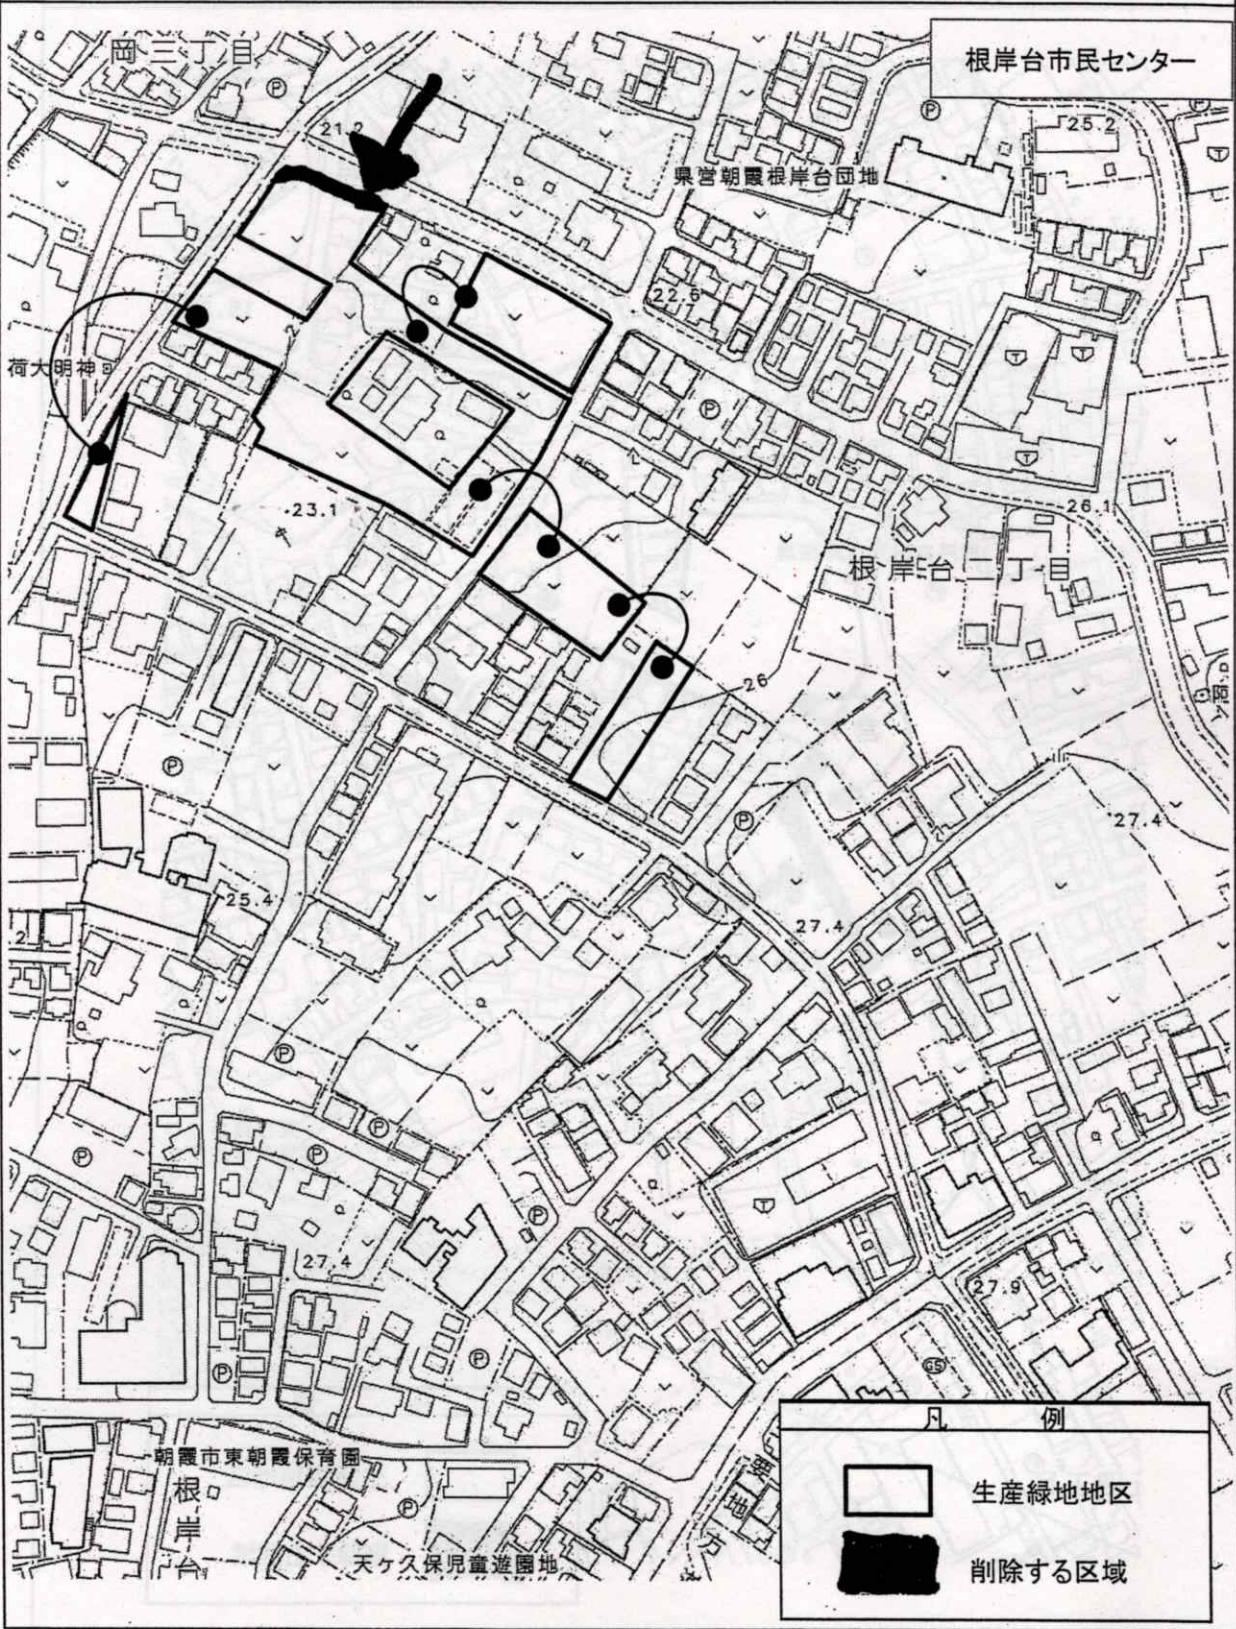 根岸台市民センター
岡三丁目
21.2
25.2
県営朝霞根岸台団地
22.6
荷大明神
23.1
26.1
根岸台二丁目
26
27.4
25.4
27.4
27.4
27.9
朝霞市東朝霞保育園
根岸台
天ケ久保児童遊園地
凡例
生産緑地地区
削除する区域